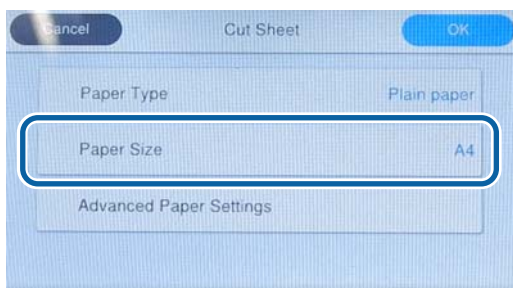 Cancel Cut Sheet OK
Paper Type Plain paper
Paper Size A4
Advanced Paper Settings